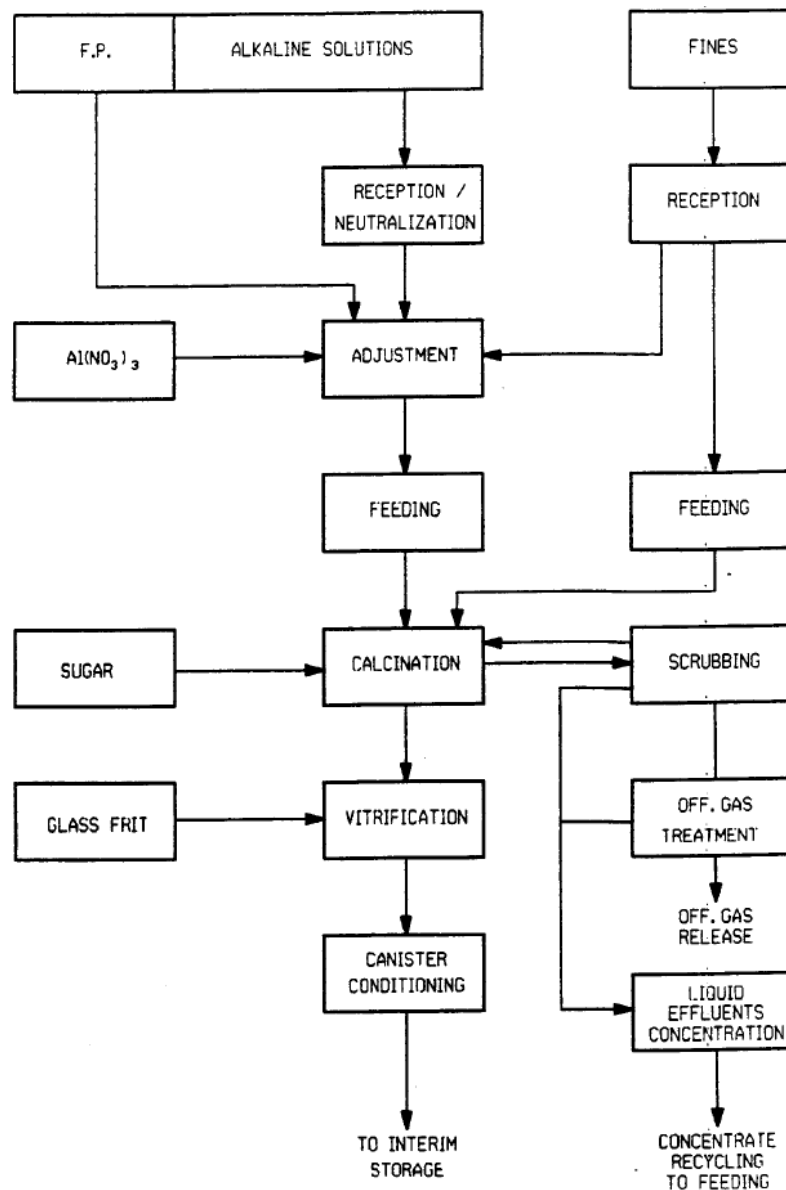 F.P.
ALKALINE SOLUTIONS
FINES
RECEPTION /
NEUTRALIZATION
RECEPTION
Al(NO3)3
ADJUSTMENT
FEEDING
FEEDING
SUGAR
CALCINATION
SCRUBBING
GLASS FRIT
VITRIFICATION
OFF. GAS
TREATMENT
OFF. GAS
RELEASE
CANISTER
CONDITIONING
LIQUID
EFFLUENTS
CONCENTRATION
TO INTERIM
STORAGE
CONCENTRATE
RECYCLING
TO FEEDING